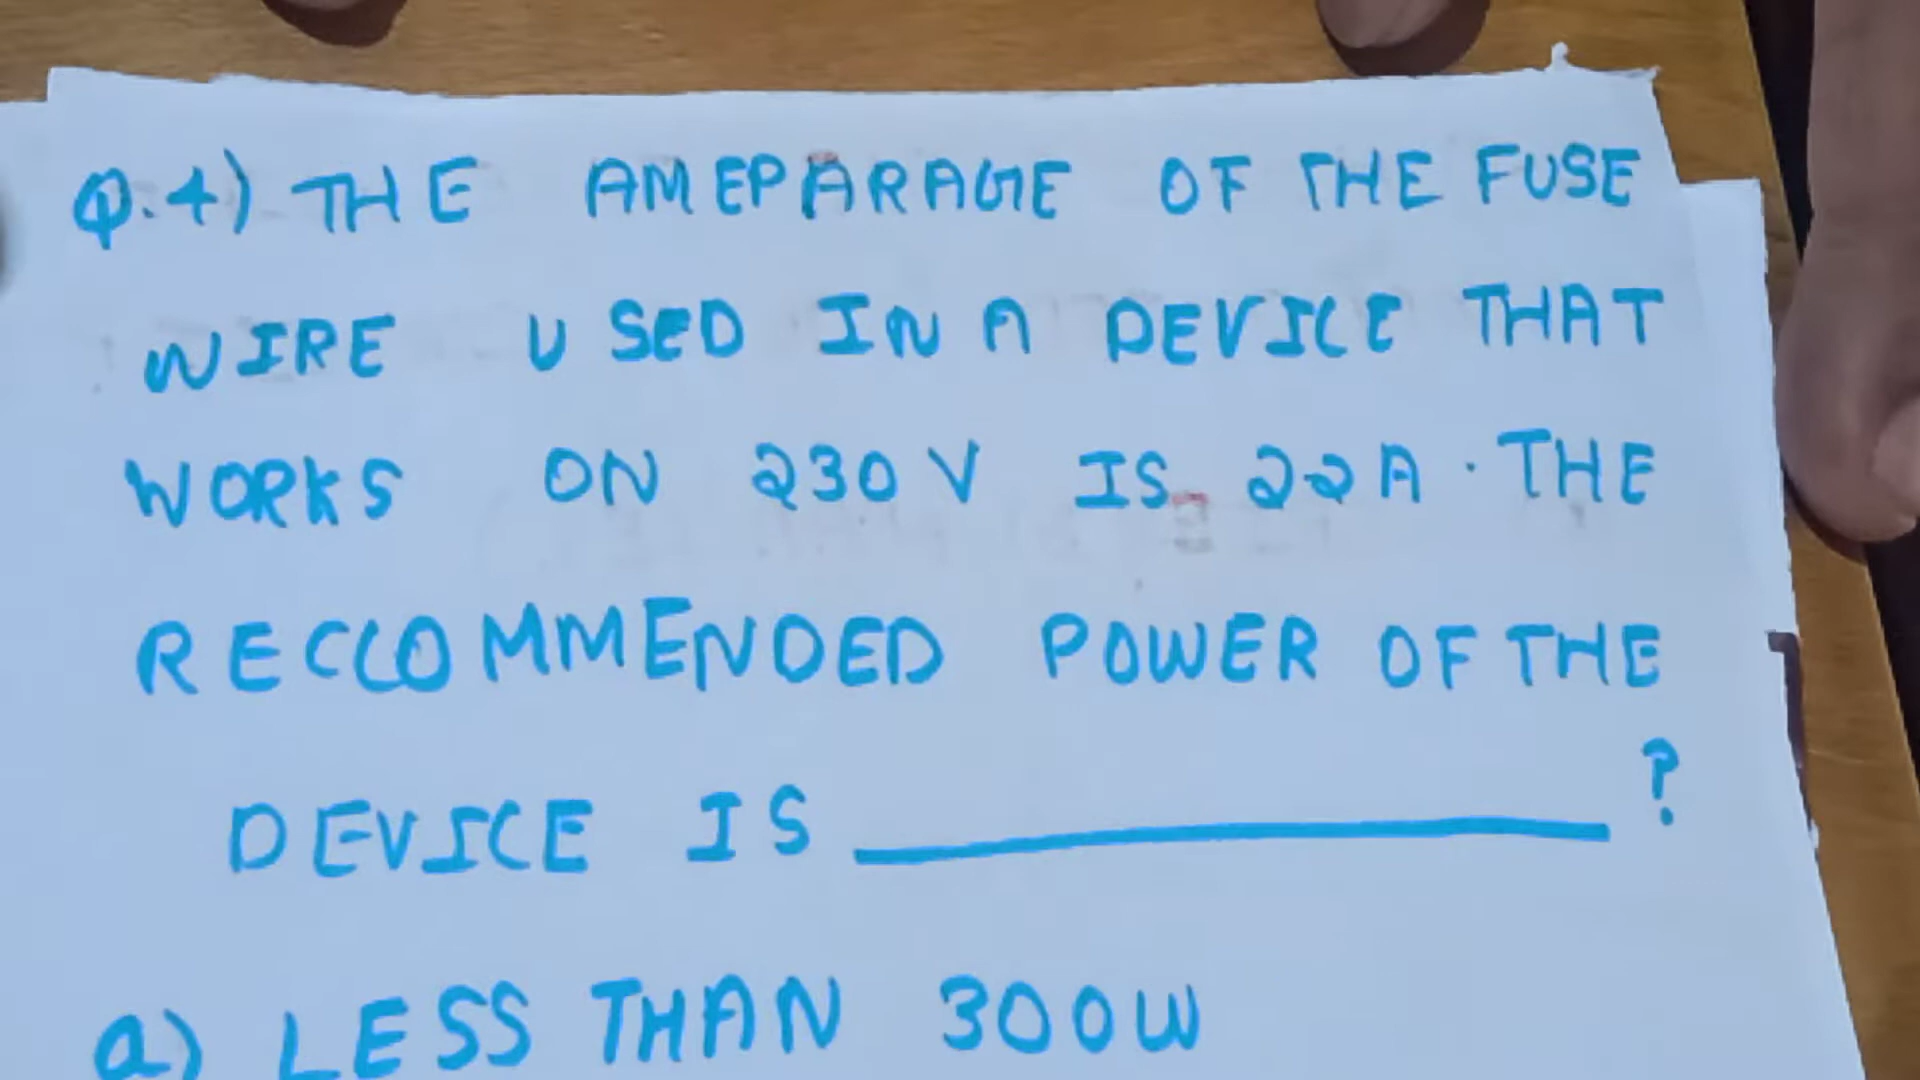 Q.4) THE AMEPARAGE OF THE FUSE
WIRE USED IN A DEVICE THAT
WORKS ON 230V IS 22A. THE
RECCOMMENDED POWER OF THE
DEVICE IS ____________?
a) LESS THAN 300W